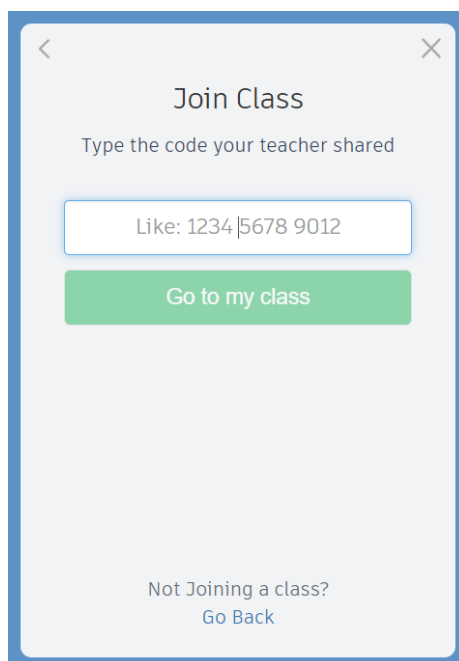 Join Class
Type the code your teacher shared
Like: 1234 5678 9012
Go to my class
Not Joining a class?
Go Back